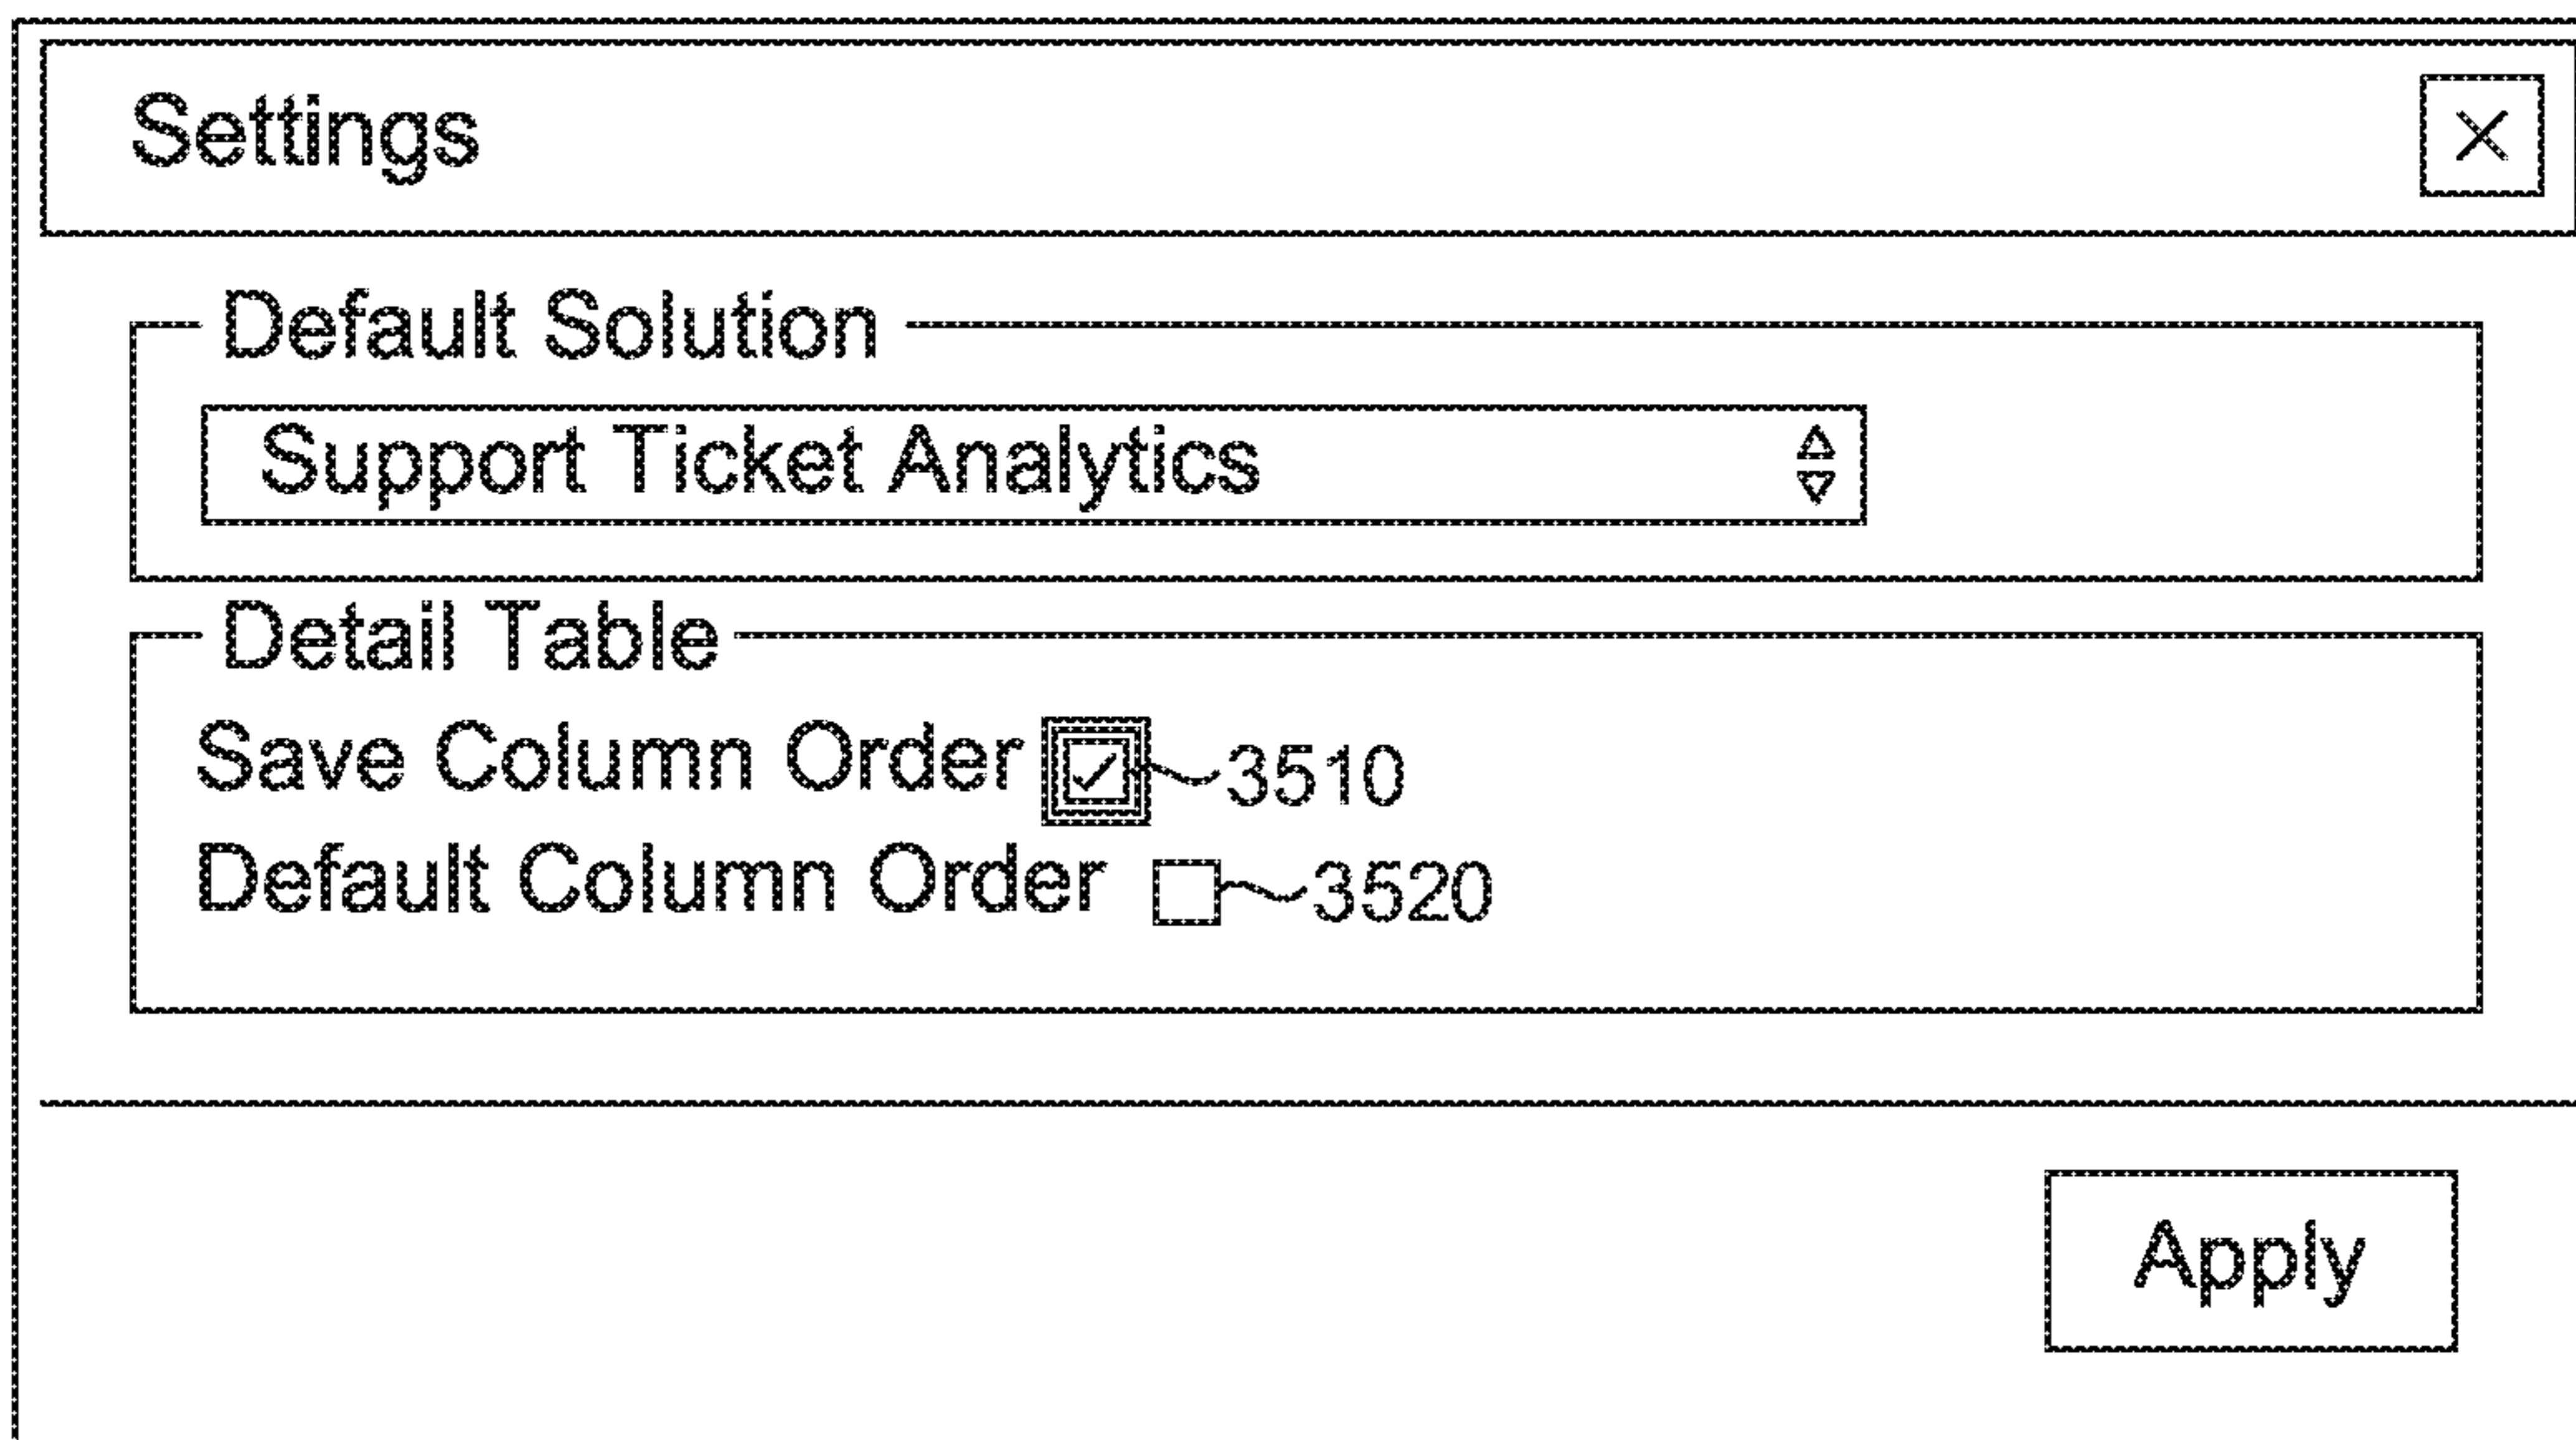 Settings
Default Solution
Support Ticket Analytics
Detail Table
Save Column Order 3510
Default Column Order 3520
Apply